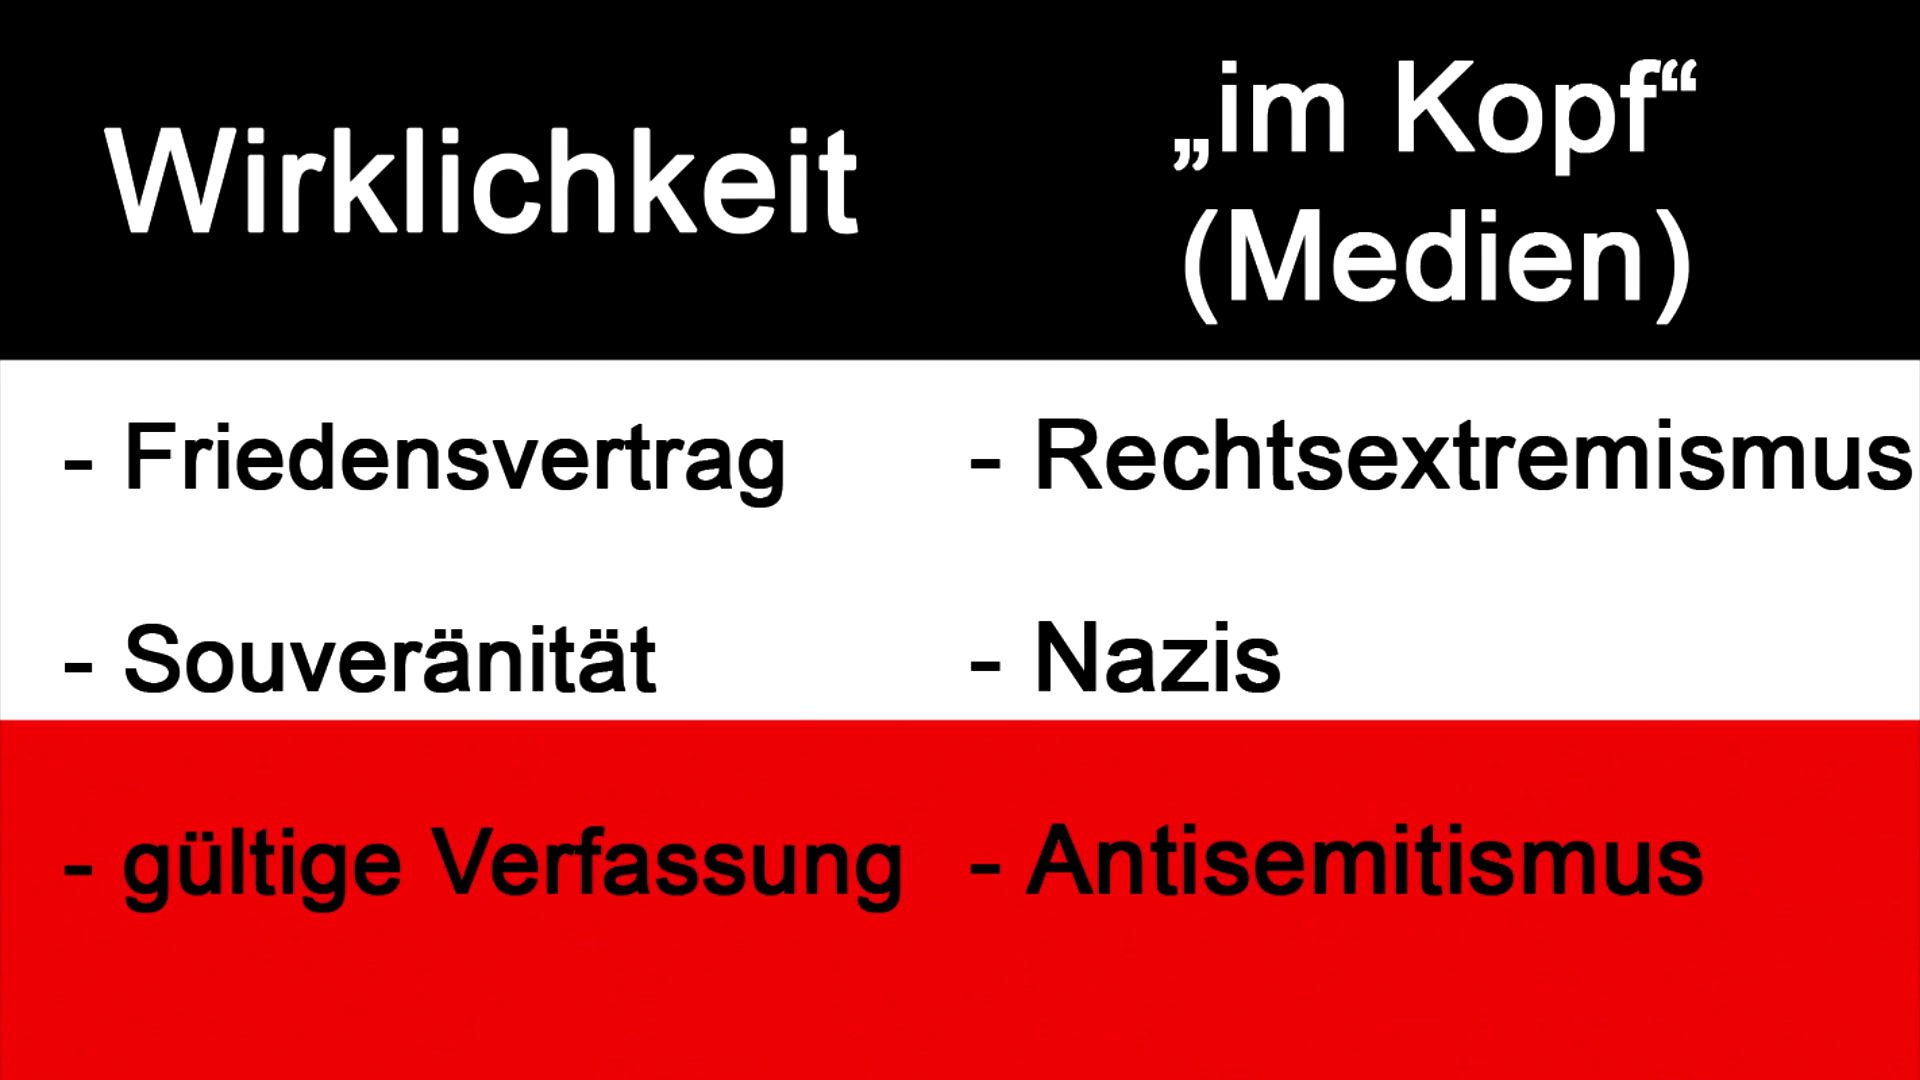 Wirklichkeit
„im Kopf“
(Medien)
- Friedensvertrag
- Rechtsextremismus
- Souveränität
- Nazis
- gültige Verfassung
- Antisemitismus